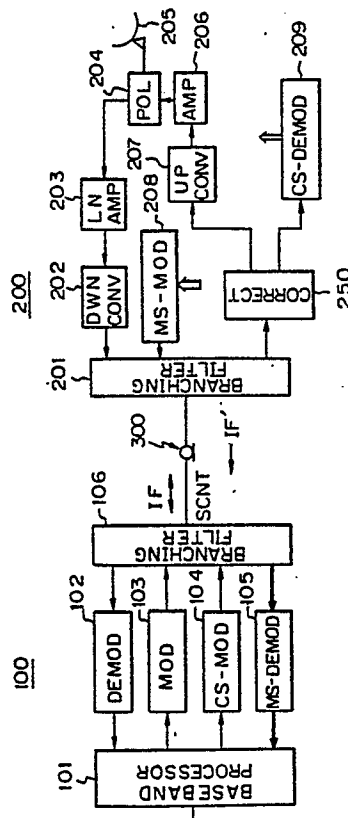 100
101
BASEBAND
PROCESSOR
102
DEMOD
103
MOD
104
CS-MOD
105
MS-DEMOD
106
BRANCHING
FILTER
IF
SCNT
300
IF'
200
201
BRANCHING
FILTER
202
DWN
CONV
203
LN
AMP
204
POL
205
206
AMP
207
UP
CONV
208
MS-MOD
CORRECT
250
209
CS-DEMOD